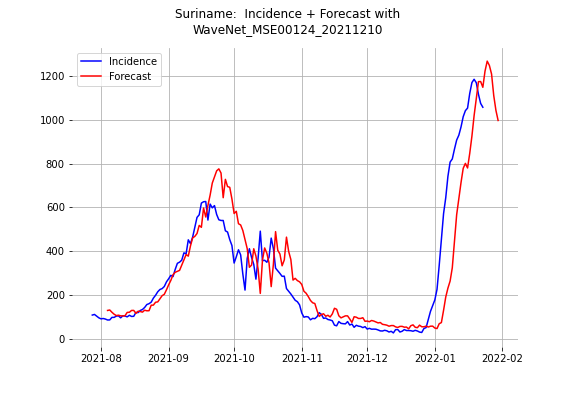 Suriname:  Incidence + Forecast with
WaveNet_MSE00124_20211210
Incidence
Forecast
1200
1000
800
600
400
200
0
2021-08 2021-09 2021-10 2021-11 2021-12 2022-01 2022-02